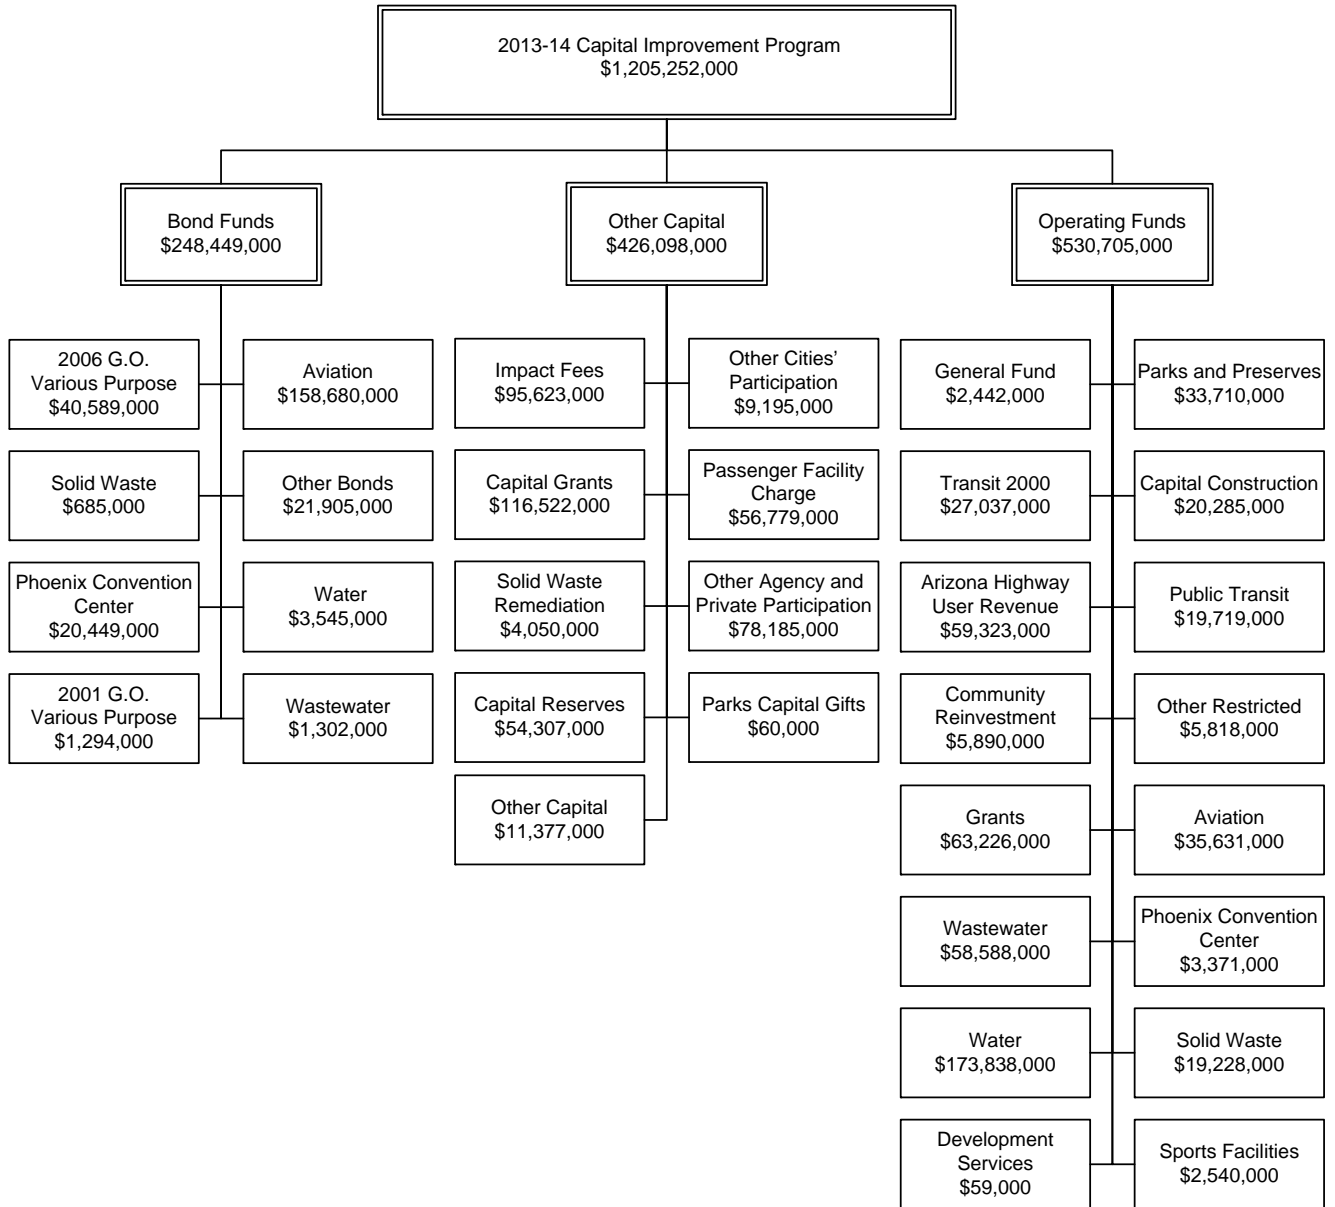 2013-14 Capital Improvement Program
$1,205,252,000
Bond Funds
$248,449,000
Other Capital
$426,098,000
Operating Funds
$530,705,000
2006 G.O.
Various Purpose
$40,589,000
Aviation
$158,680,000
Solid Waste
$685,000
Other Bonds
$21,905,000
Phoenix Convention
Center
$20,449,000
Water
$3,545,000
2001 G.O.
Various Purpose
$1,294,000
Wastewater
$1,302,000
Impact Fees
$95,623,000
Other Cities’
Participation
$9,195,000
Capital Grants
$116,522,000
Passenger Facility
Charge
$56,779,000
Solid Waste
Remediation
$4,050,000
Other Agency and
Private Participation
$78,185,000
Capital Reserves
$54,307,000
Parks Capital Gifts
$60,000
Other Capital
$11,377,000
General Fund
$2,442,000
Parks and Preserves
$33,710,000
Transit 2000
$27,037,000
Capital Construction
$20,285,000
Arizona Highway
User Revenue
$59,323,000
Public Transit
$19,719,000
Community
Reinvestment
$5,890,000
Other Restricted
$5,818,000
Grants
$63,226,000
Aviation
$35,631,000
Wastewater
$58,588,000
Phoenix Convention
Center
$3,371,000
Water
$173,838,000
Solid Waste
$19,228,000
Development
Services
$59,000
Sports Facilities
$2,540,000